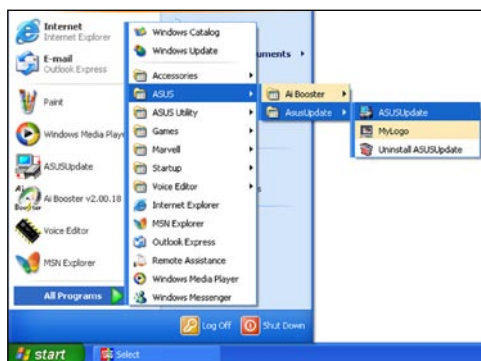 Internet
Internet Explorer
E-mail
Outlook Express
Paint
Windows Media Play
ASUSUpdate
Ai Booster v2.00.18
Voice Editor
MSN Explorer
All Programs
Windows Catalog
Windows Update
Accessories
ASUS
ASUS Utility
Games
Marvell
Startup
Voice Editor
Internet Explorer
MSN Explorer
Outlook Express
Remote Assistance
Windows Media Player
Windows Messenger
uments
s
Ai Booster
AsusUpdate
ASUSUpdate
MyLogo
Uninstall ASUSUpdate
Log Off
Shut Down
start
Select